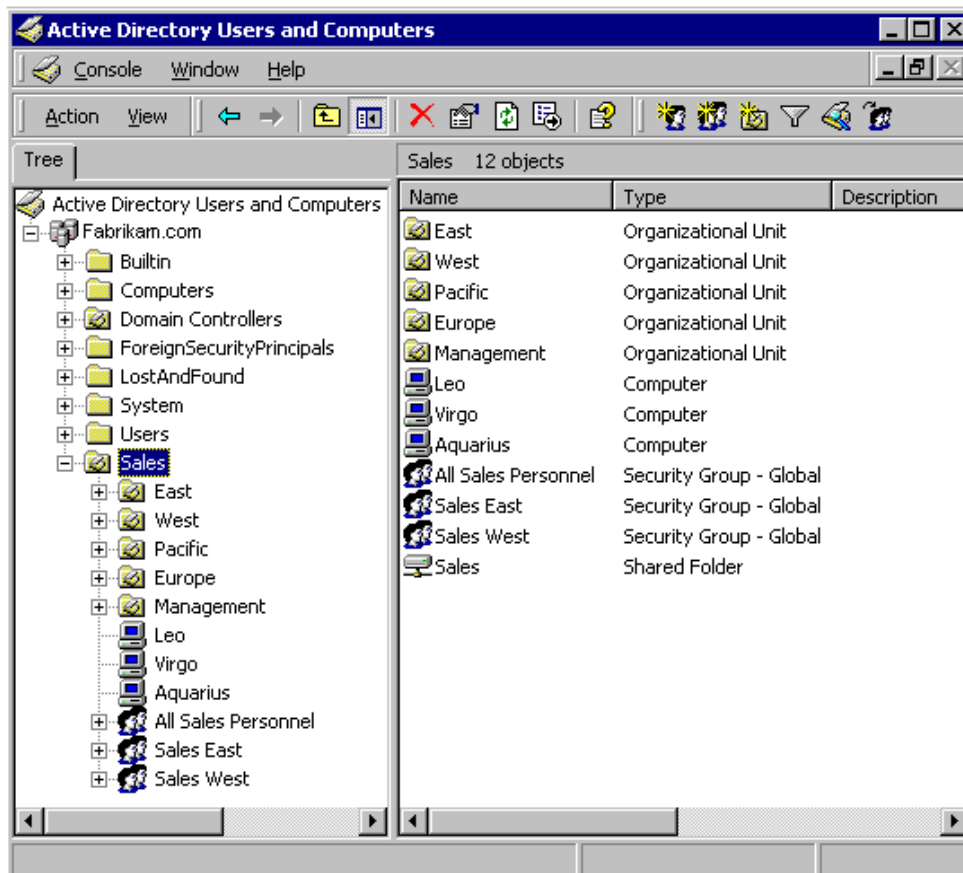 Active Directory Users and Computers
Console Window Help
Action View
Tree
Sales 12 objects
Active Directory Users and Computers
Fabrikam.com
Builtin
Computers
Domain Controllers
ForeignSecurityPrincipals
LostAndFound
System
Users
Sales
East
West
Pacific
Europe
Management
Leo
Virgo
Aquarius
All Sales Personnel
Sales East
Sales West
Name Type Description
East Organizational Unit
West Organizational Unit
Pacific Organizational Unit
Europe Organizational Unit
Management Organizational Unit
Leo Computer
Virgo Computer
Aquarius Computer
All Sales Personnel Security Group - Global
Sales East Security Group - Global
Sales West Security Group - Global
Sales Shared Folder